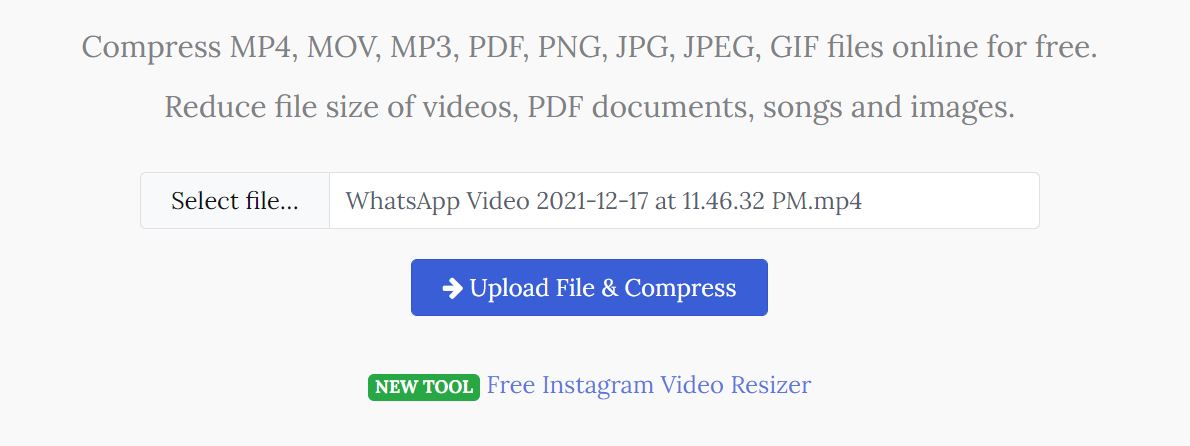 Compress MP4, MOV, MP3, PDF, PNG, JPG, JPEG, GIF files online for free.
Reduce file size of videos, PDF documents, songs and images.
Select file... WhatsApp Video 2021-12-17 at 11.46.32 PM.mp4
Upload File & Compress
NEW TOOL Free Instagram Video Resizer